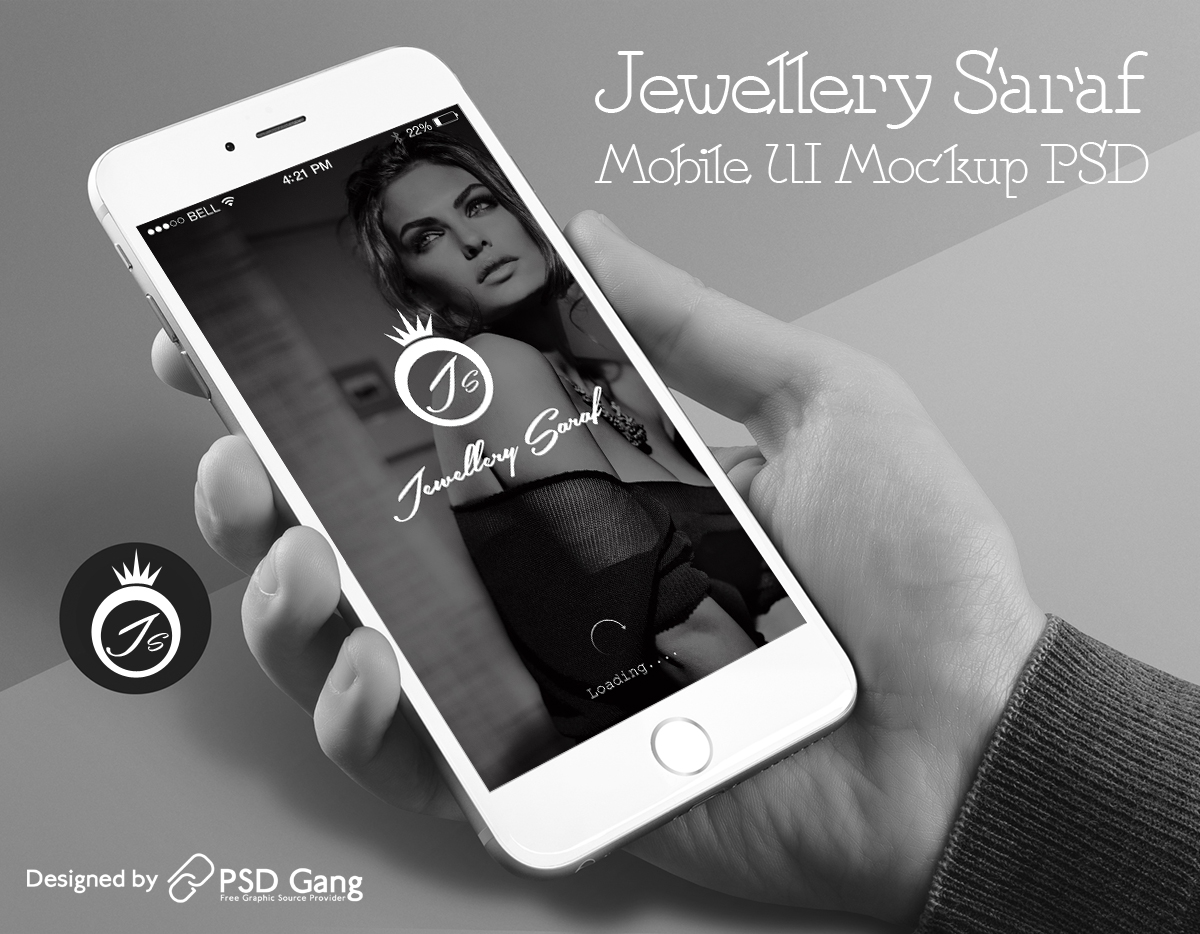 Jewellery Saraf
Mobile UI Mockup PSD
22%
4:21 PM
BELL
Js
Jewellery Saraf
Js
Loading....
Designed by PSD Gang
Free Graphic Source Provider